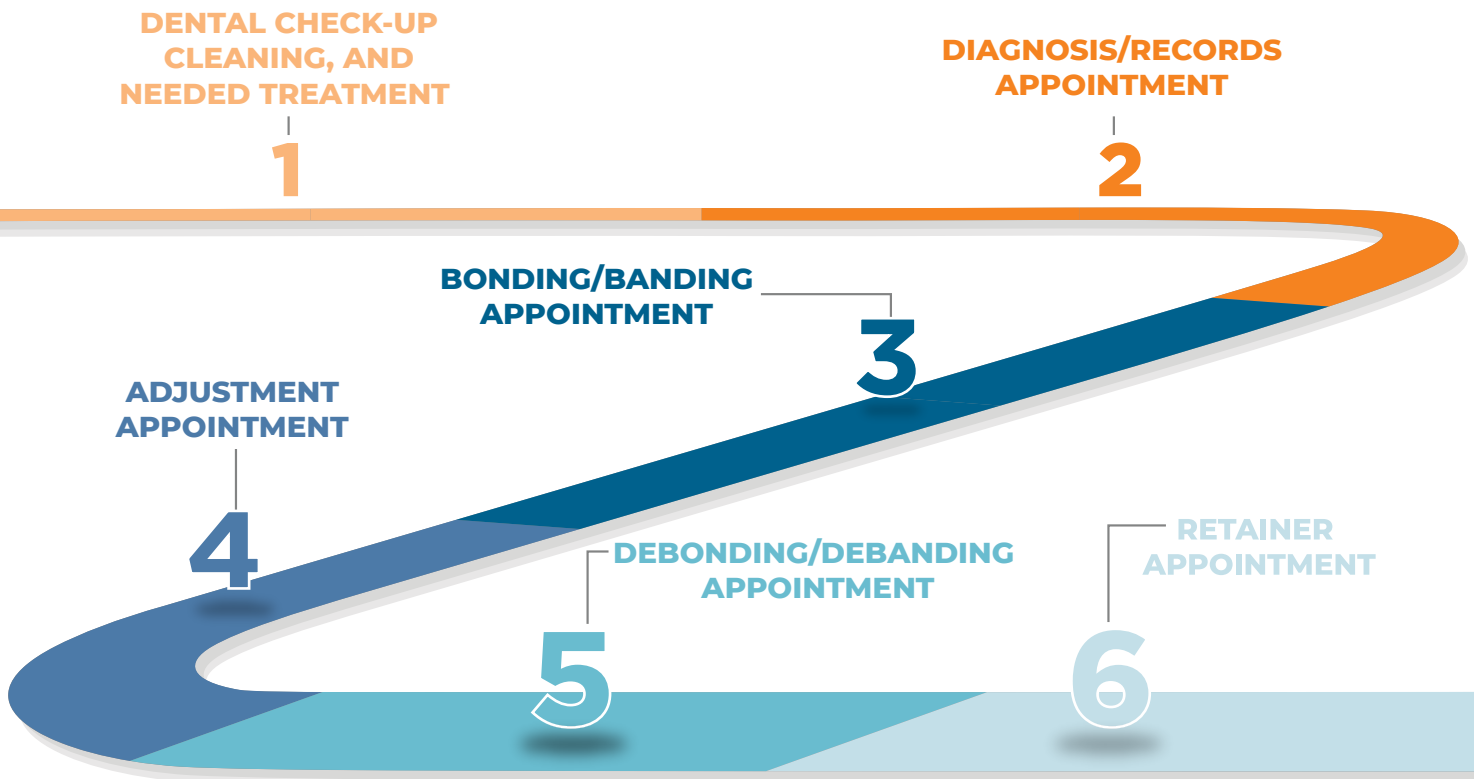 DENTAL CHECK-UP
CLEANING, AND
NEEDED TREATMENT
1
DIAGNOSIS/RECORDS
APPOINTMENT
2
BONDING/BANDING
APPOINTMENT
3
ADJUSTMENT
APPOINTMENT
4
DEBONDING/DEBANDING
APPOINTMENT
5
RETAINER
APPOINTMENT
6